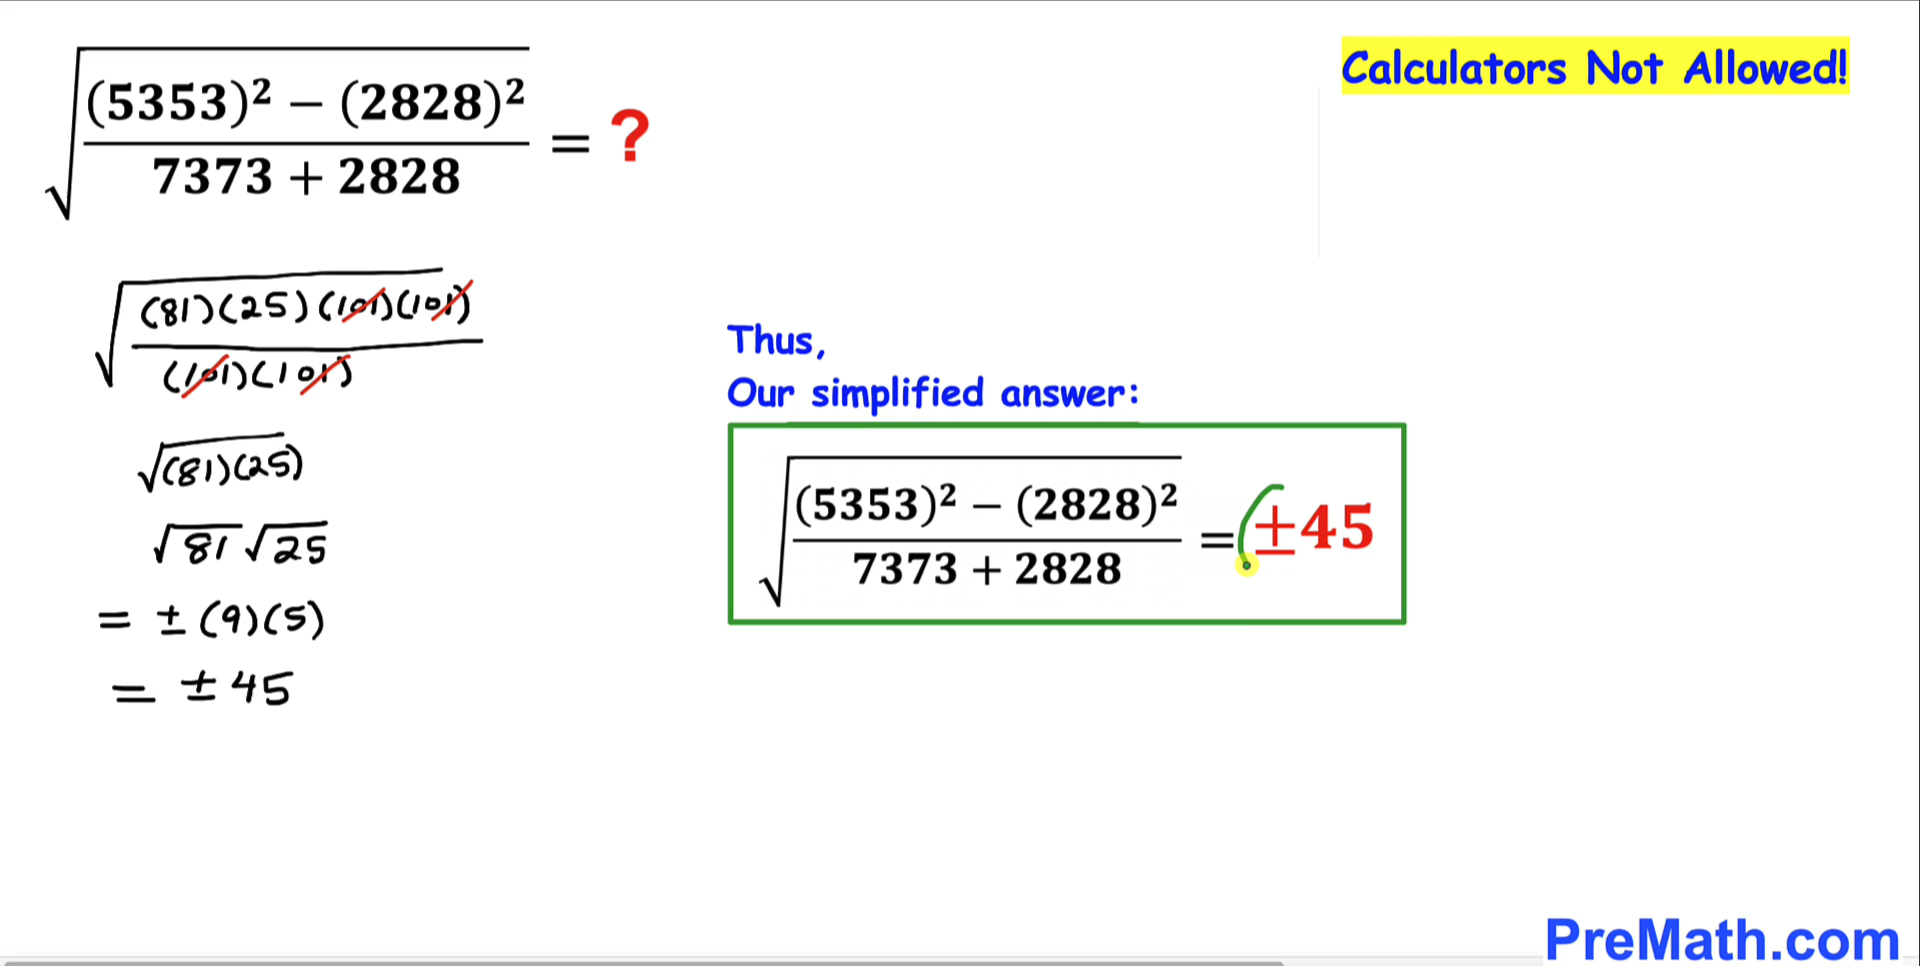 Calculators Not Allowed!
√((5353)² − (2828)² / 7373 + 2828) = ?
√((81)(25)(101)(101) / (101)(101))
√(81)(25)
√81 √25
= ± (9)(5)
= ± 45
Thus,
Our simplified answer:
√((5353)² − (2828)² / 7373 + 2828) = ±45
PreMath.com